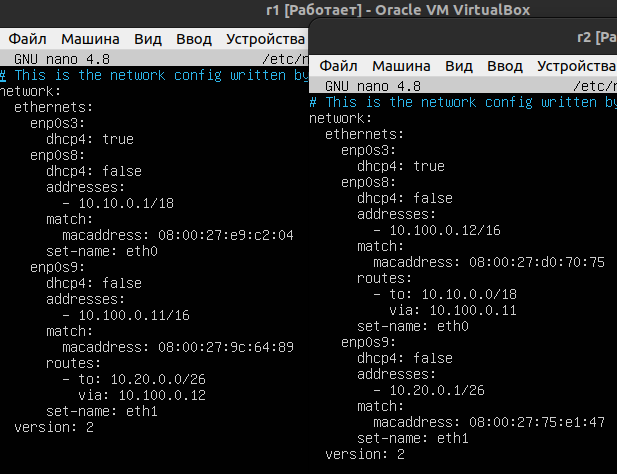 r1 [Работает] - Oracle VM VirtualBox
Файл Машина Вид Ввод Устройства
GNU nano 4.8 /etc/n
# This is the network config written by
network:
  ethernets:
    enp0s3:
      dhcp4: true
    enp0s8:
      dhcp4: false
      addresses:
        - 10.10.0.1/18
      match:
        macaddress: 08:00:27:e9:c2:04
      set-name: eth0
    enp0s9:
      dhcp4: false
      addresses:
        - 10.100.0.11/16
      match:
        macaddress: 08:00:27:9c:64:89
      routes:
        - to: 10.20.0.0/26
          via: 10.100.0.12
      set-name: eth1
  version: 2
r2 [Ра
Файл Машина Вид Ввод Устройства
GNU nano 4.8 /etc/n
# This is the network config written by
network:
  ethernets:
    enp0s3:
      dhcp4: true
    enp0s8:
      dhcp4: false
      addresses:
        - 10.100.0.12/16
      match:
        macaddress: 08:00:27:d0:70:75
      routes:
        - to: 10.10.0.0/18
          via: 10.100.0.11
      set-name: eth0
    enp0s9:
      dhcp4: false
      addresses:
        - 10.20.0.1/26
      match:
        macaddress: 08:00:27:75:e1:47
      set-name: eth1
  version: 2